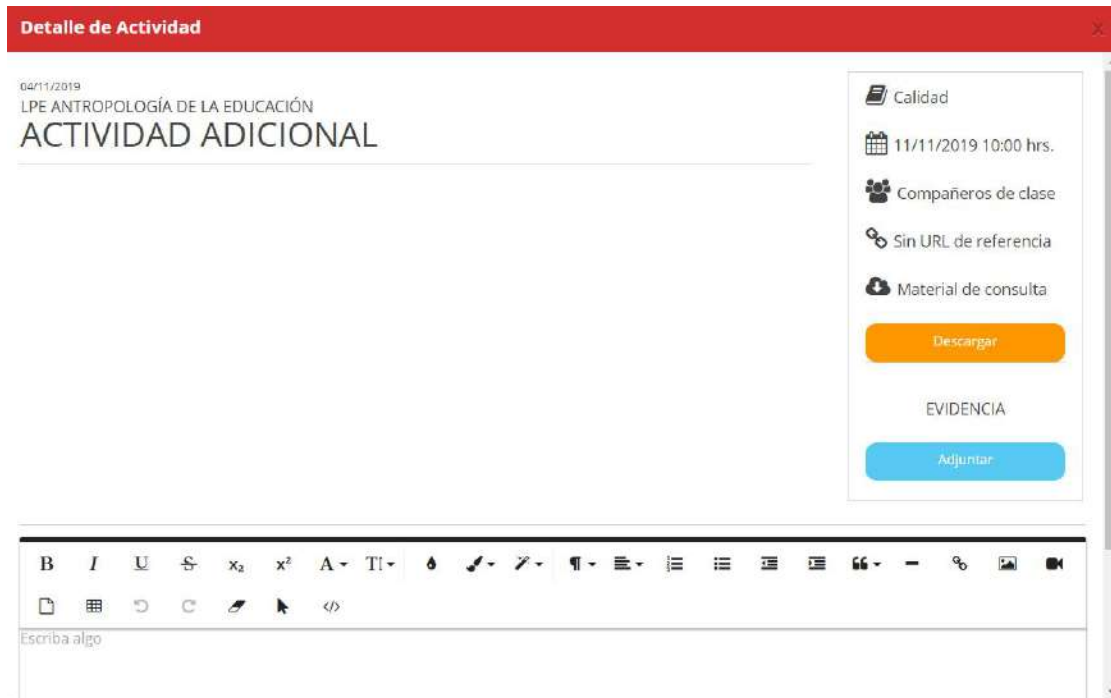 Detalle de Actividad
X
04/11/2019
LPE ANTROPOLOGÍA DE LA EDUCACIÓN
ACTIVIDAD ADICIONAL
Calidad
11/11/2019 10:00 hrs.
Compañeros de clase
Sin URL de referencia
Material de consulta
Descargar
EVIDENCIA
Adjuntar
B I U S x₂ x² A TI ¶ “ </>
Escriba algo